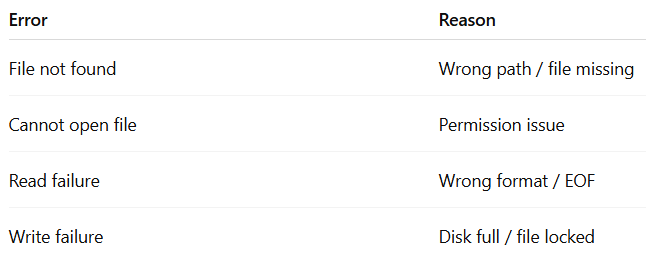 Error Reason
File not found Wrong path / file missing
Cannot open file Permission issue
Read failure Wrong format / EOF
Write failure Disk full / file locked